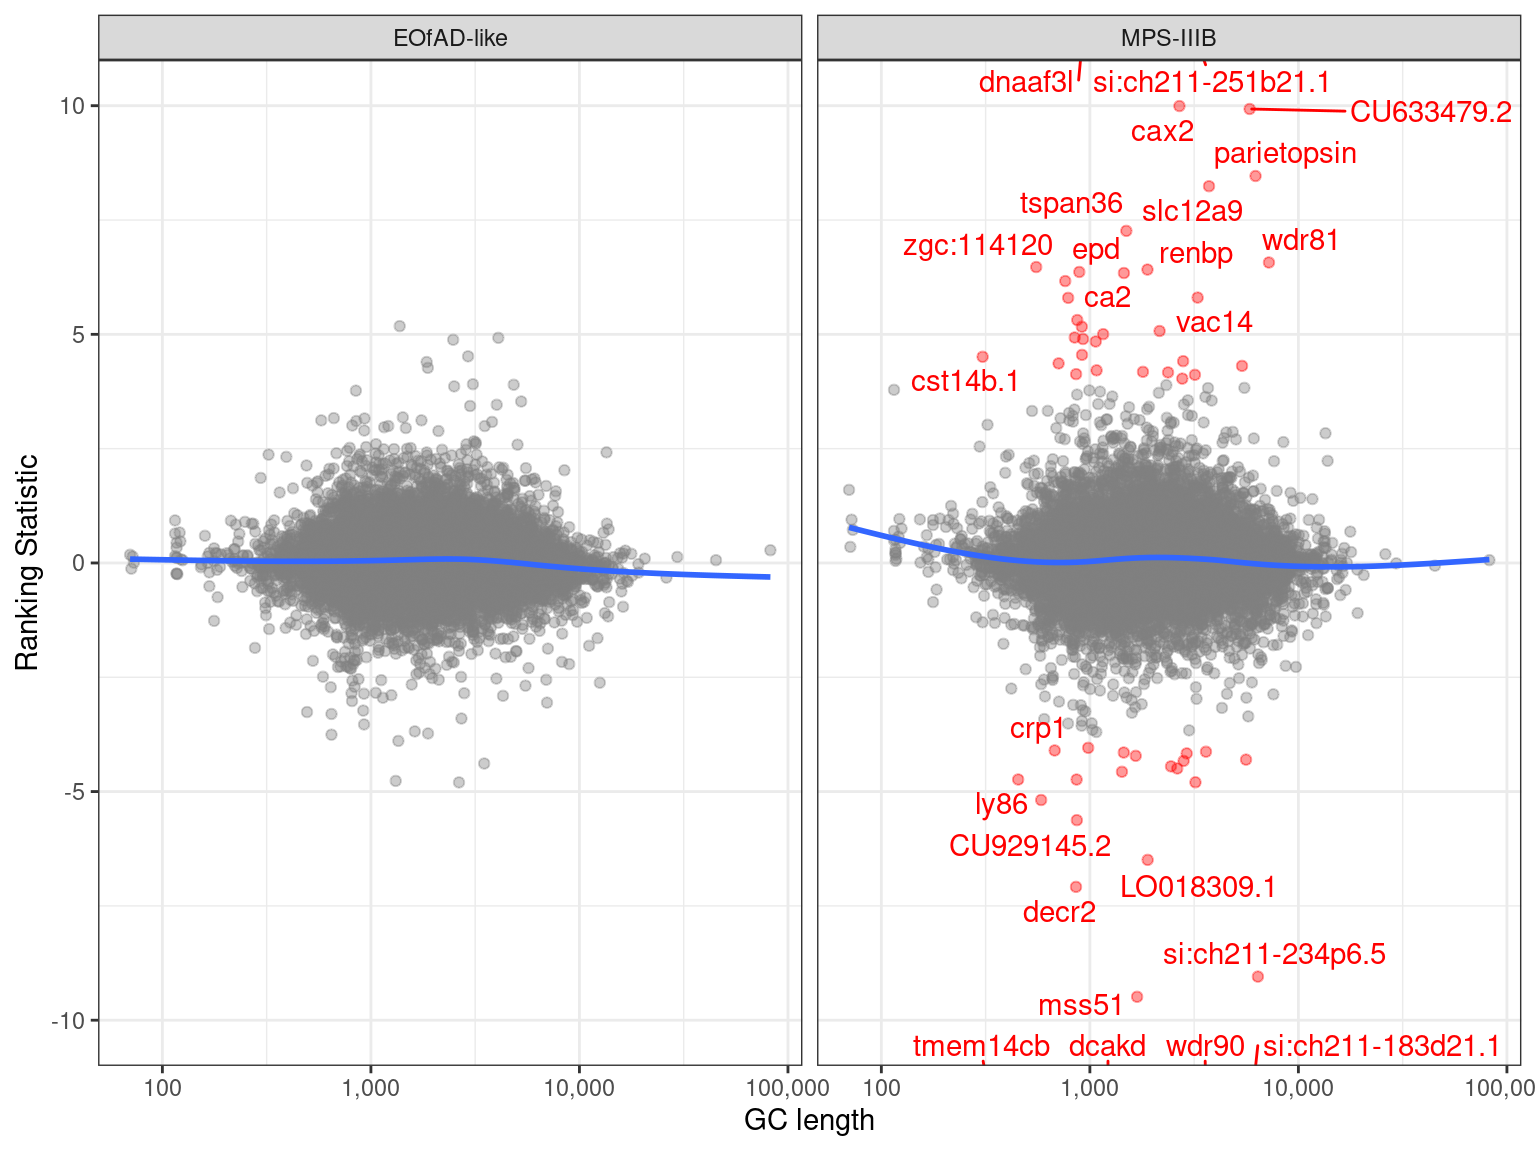 EOfAD-like
MPS-IIIB
dnaaf3l
si:ch211-251b21.1
CU633479.2
cax2
parietopsin
tspan36
slc12a9
zgc:114120
epd
renbp
wdr81
ca2
vac14
cst14b.1
crp1
ly86
CU929145.2
LO018309.1
decr2
si:ch211-234p6.5
mss51
tmem14cb
dcakd
wdr90
si:ch211-183d21.1
10
5
0
-5
-10
Ranking Statistic
100
1,000
10,000
100,000
100
1,000
10,000
100,00
GC length